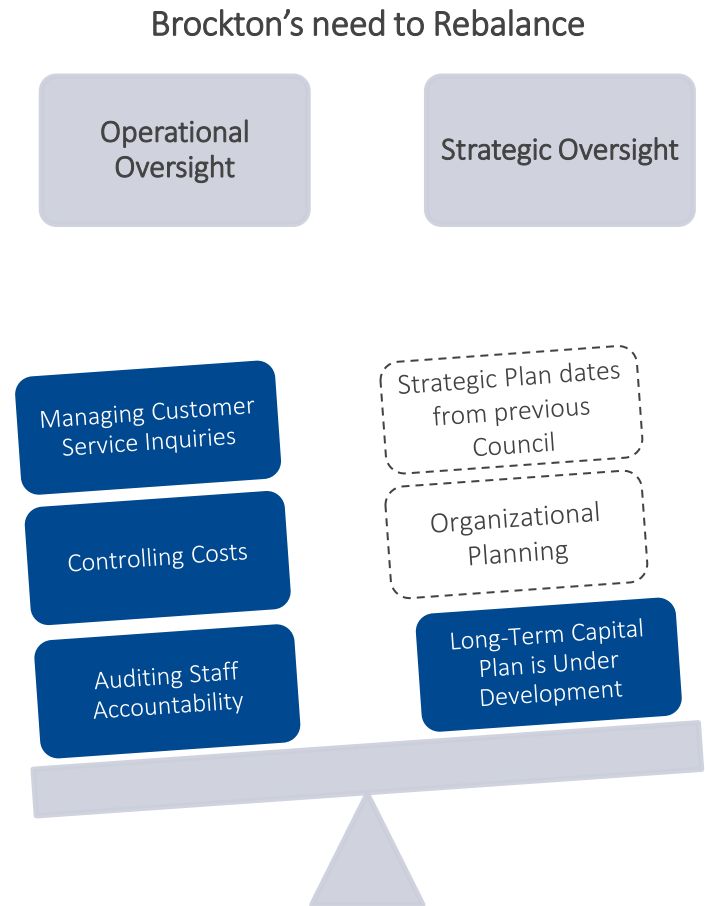 Brockton’s need to Rebalance
Operational
Oversight
Strategic Oversight
Managing Customer
Service Inquiries
Controlling Costs
Auditing Staff
Accountability
Strategic Plan dates
from previous
Council
Organizational
Planning
Long-Term Capital
Plan is Under
Development